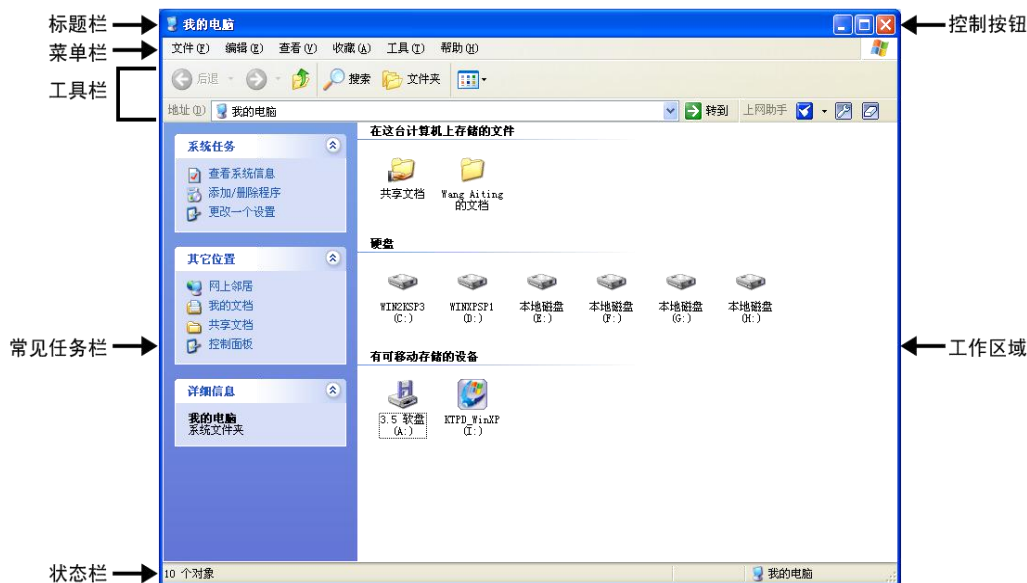 标题栏
我的电脑
控制按钮
菜单栏
文件(F) 编辑(E) 查看(V) 收藏(A) 工具(T) 帮助(H)
工具栏
后退 搜索 文件夹
地址(D) 我的电脑 转到 上网助手
系统任务
查看系统信息
添加/删除程序
更改一个设置
其它位置
网上邻居
我的文档
共享文档
控制面板
详细信息
我的电脑
系统文件夹
常见任务栏
在这台计算机上存储的文件
共享文档
Wang Aiting
的文档
硬盘
WIN2KSP3
(C:)
WINXPSP1
(D:)
本地磁盘
(E:)
本地磁盘
(F:)
本地磁盘
(G:)
本地磁盘
(H:)
有可移动存储的设备
3.5 软盘
(A:)
KTPD_WinXP
(I:)
工作区域
状态栏
10 个对象
我的电脑